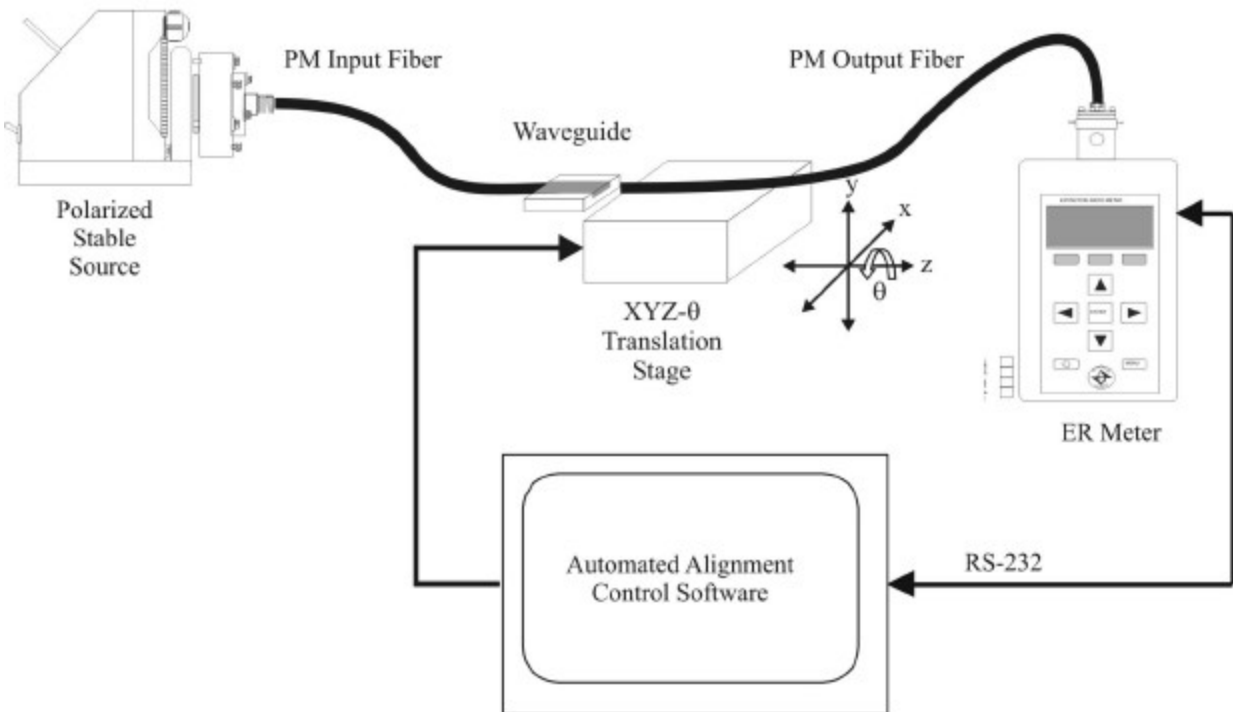 PM Input Fiber
PM Output Fiber
Waveguide
y
x
z
θ
Polarized
Stable
Source
XYZ-θ
Translation
Stage
ER Meter
RS-232
Automated Alignment
Control Software